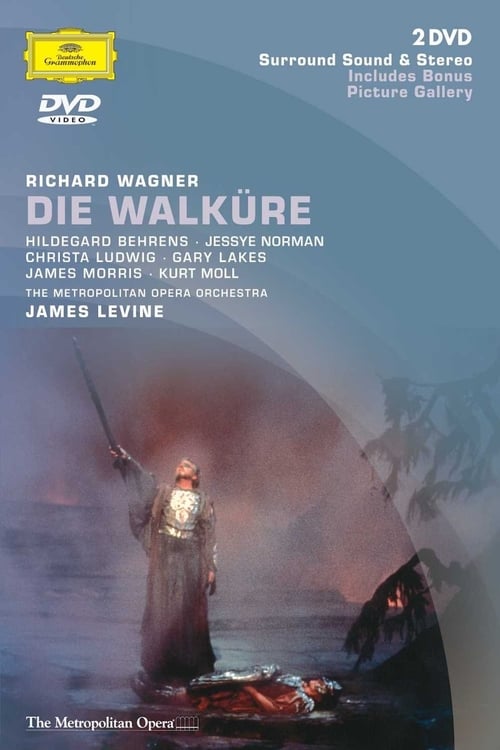 Deutsche
Grammophon
2 DVD
Surround Sound & Stereo
Includes Bonus
Picture Gallery
DVD
VIDEO
RICHARD WAGNER
DIE WALKÜRE
HILDEGARD BEHRENS · JESSYE NORMAN
CHRISTA LUDWIG · GARY LAKES
JAMES MORRIS · KURT MOLL
THE METROPOLITAN OPERA ORCHESTRA
JAMES LEVINE
The Metropolitan Opera